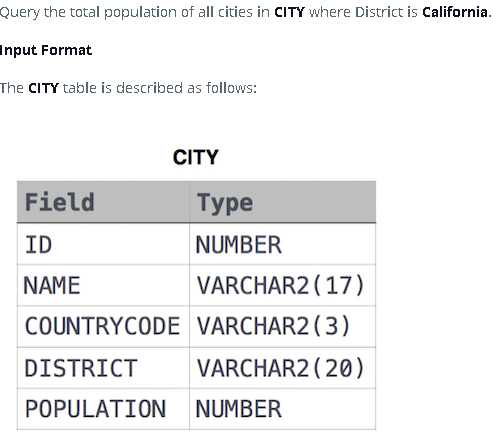 Query the total population of all cities in CITY where District is California.
Input Format
The CITY table is described as follows:
CITY
Field Type
ID NUMBER
NAME VARCHAR2(17)
COUNTRYCODE VARCHAR2(3)
DISTRICT VARCHAR2(20)
POPULATION NUMBER